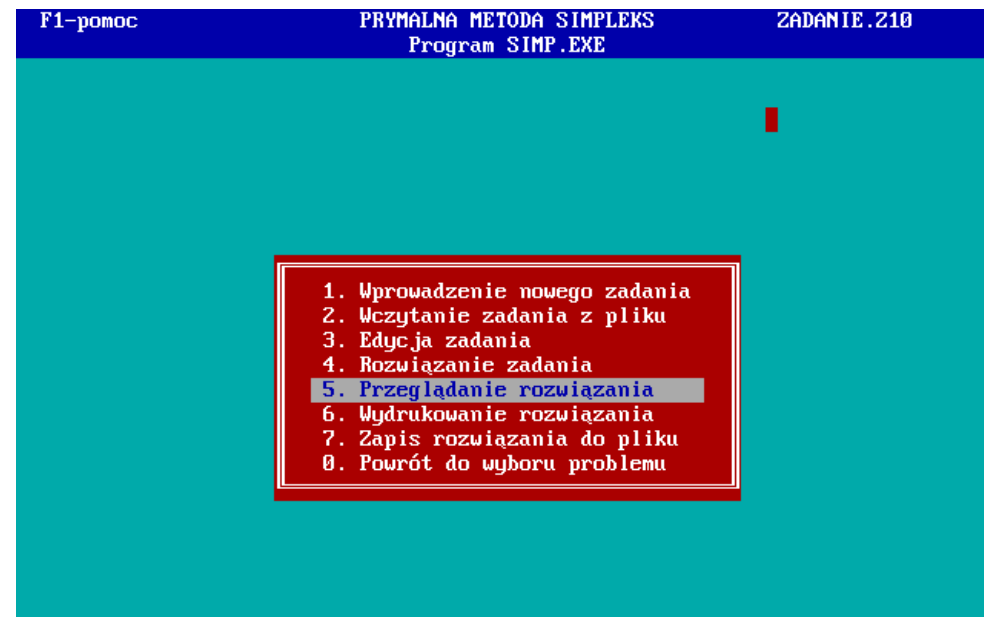 F1-pomoc PRYMALNA METODA SIMPLEKS ZADANIE.Z10
Program SIMP.EXE
1. Wprowadzenie nowego zadania
2. Wczytanie zadania z pliku
3. Edycja zadania
4. Rozwiązanie zadania
5. Przeglądanie rozwiązania
6. Wydrukowanie rozwiązania
7. Zapis rozwiązania do pliku
0. Powrót do wyboru problemu